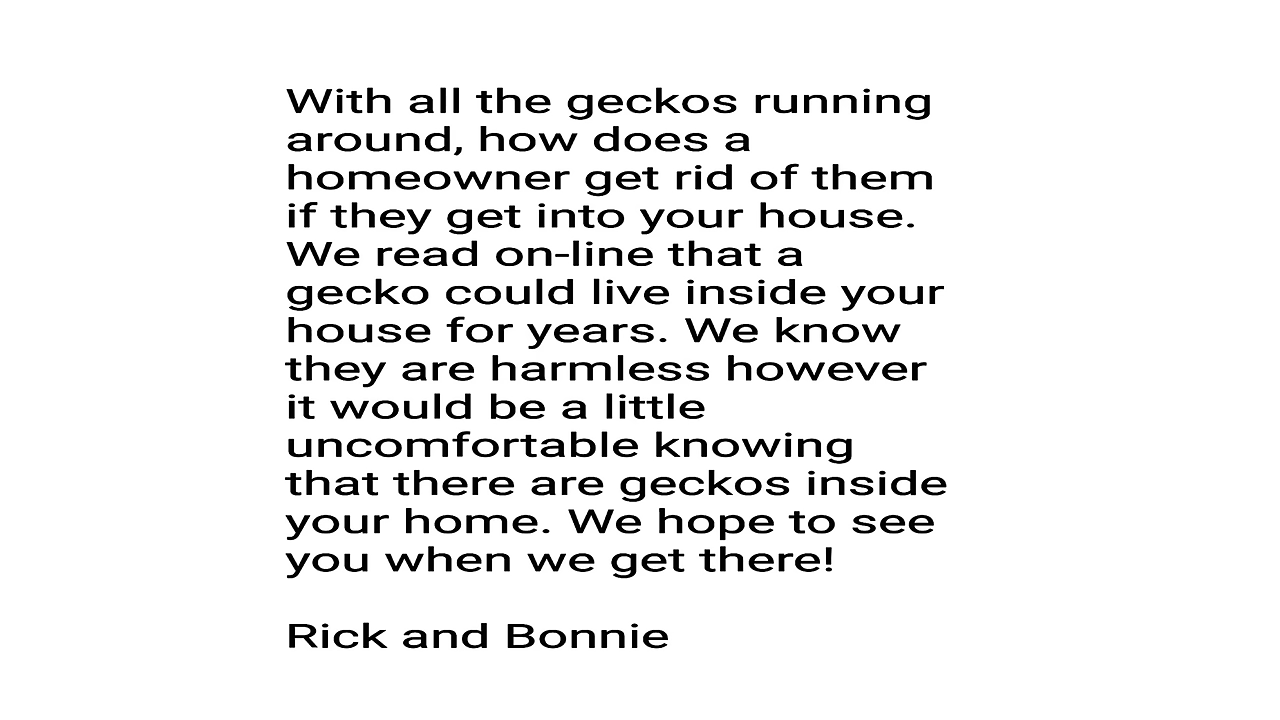 With all the geckos running
around, how does a
homeowner get rid of them
if they get into your house.
We read on-line that a
gecko could live inside your
house for years. We know
they are harmless however
it would be a little
uncomfortable knowing
that there are geckos inside
your home. We hope to see
you when we get there!
Rick and Bonnie